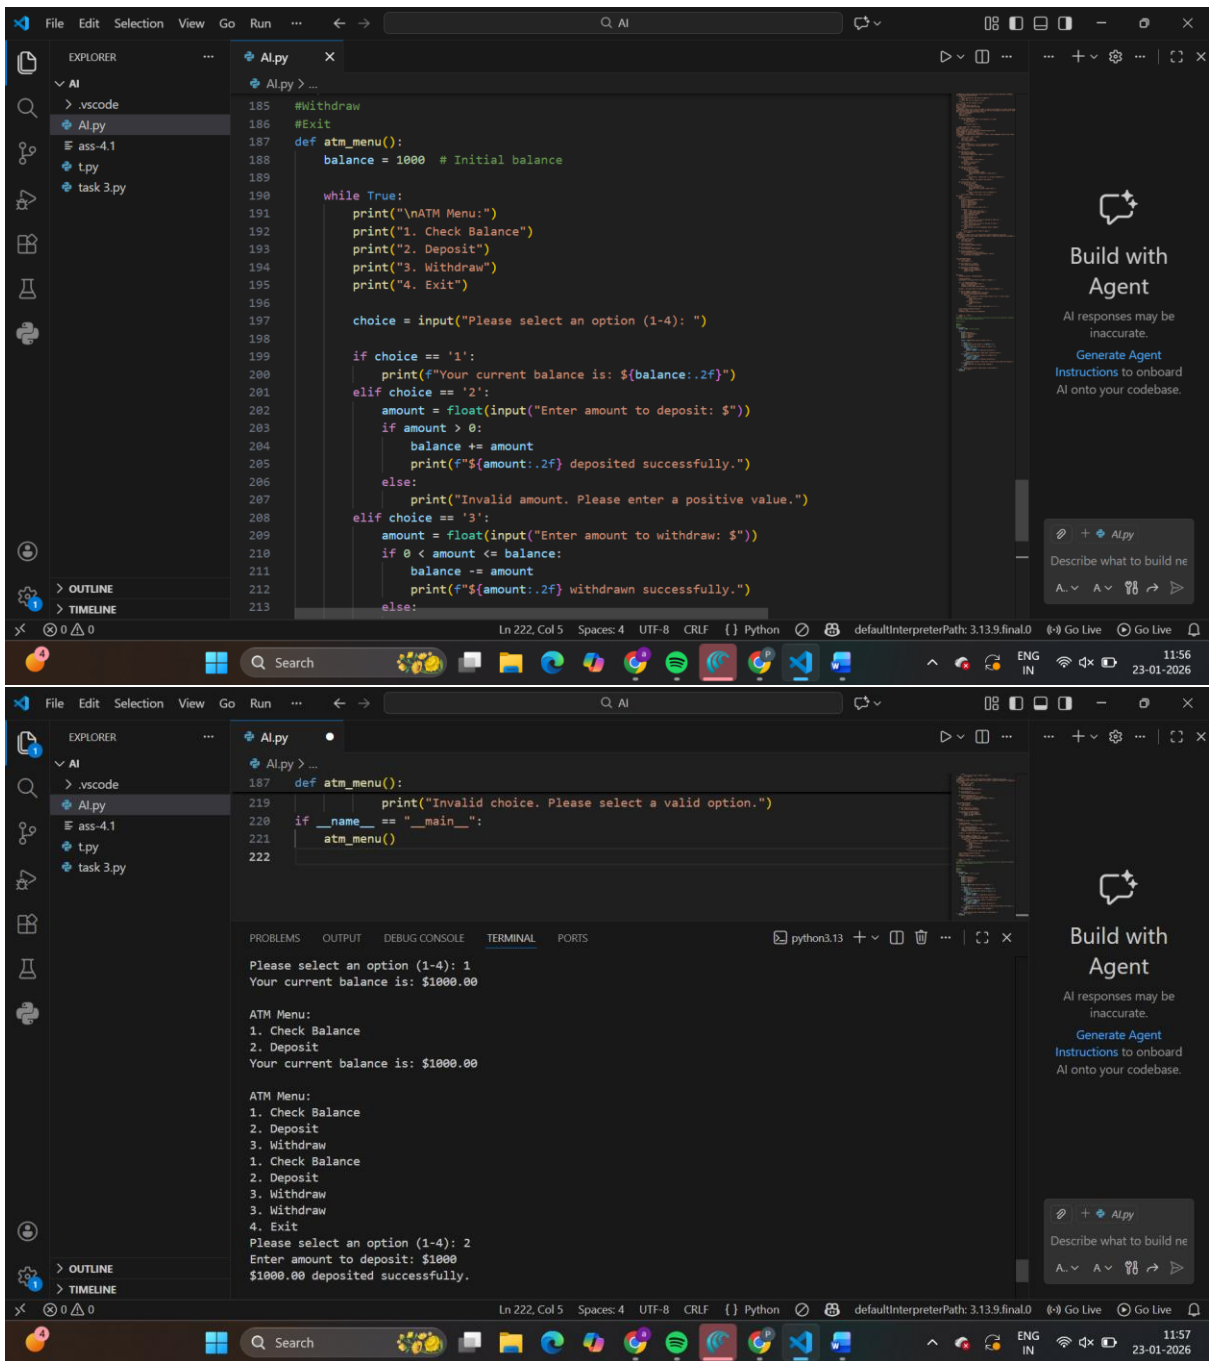 File Edit Selection View Go Run ··· AI
EXPLORER ···
AI
.vscode
AI.py
ass-4.1
t.py
task 3.py
OUTLINE
TIMELINE
AI.py
AI.py > ...
185 #Withdraw
186 #Exit
187 def atm_menu():
188 balance = 1000 # Initial balance
189
190 while True:
191 print("\nATM Menu:")
192 print("1. Check Balance")
193 print("2. Deposit")
194 print("3. Withdraw")
195 print("4. Exit")
196
197 choice = input("Please select an option (1-4): ")
198
199 if choice == '1':
200 print(f"Your current balance is: ${balance:.2f}")
201 elif choice == '2':
202 amount = float(input("Enter amount to deposit: $"))
203 if amount > 0:
204 balance += amount
205 print(f"${amount:.2f} deposited successfully.")
206 else:
207 print("Invalid amount. Please enter a positive value.")
208 elif choice == '3':
209 amount = float(input("Enter amount to withdraw: $"))
210 if 0 < amount <= balance:
211 balance -= amount
212 print(f"${amount:.2f} withdrawn successfully.")
213 else:
Build with
Agent
AI responses may be
inaccurate.
Generate Agent
Instructions to onboard
AI onto your codebase.
AI.py
Describe what to build ne
A.. A
0 0 Ln 222, Col 5 Spaces: 4 UTF-8 CRLF {} Python defaultInterpreterPath: 3.13.9.final.0 Go Live Go Live
4 Search ENG 11:56
IN 23-01-2026
File Edit Selection View Go Run ··· AI
EXPLORER ···
1
AI
.vscode
AI.py
ass-4.1
t.py
task 3.py
OUTLINE
TIMELINE
AI.py
AI.py > ...
187 def atm_menu():
219 print("Invalid choice. Please select a valid option.")
220 if __name__ == "__main__":
221 atm_menu()
222
PROBLEMS OUTPUT DEBUG CONSOLE TERMINAL PORTS python3.13
Please select an option (1-4): 1
Your current balance is: $1000.00
ATM Menu:
1. Check Balance
2. Deposit
Your current balance is: $1000.00
ATM Menu:
1. Check Balance
2. Deposit
3. Withdraw
1. Check Balance
2. Deposit
3. Withdraw
3. Withdraw
4. Exit
Please select an option (1-4): 2
Enter amount to deposit: $1000
$1000.00 deposited successfully.
Build with
Agent
AI responses may be
inaccurate.
Generate Agent
Instructions to onboard
AI onto your codebase.
AI.py
Describe what to build ne
A.. A
0 0 Ln 222, Col 5 Spaces: 4 UTF-8 CRLF {} Python defaultInterpreterPath: 3.13.9.final.0 Go Live Go Live
4 Search ENG 11:57
IN 23-01-2026